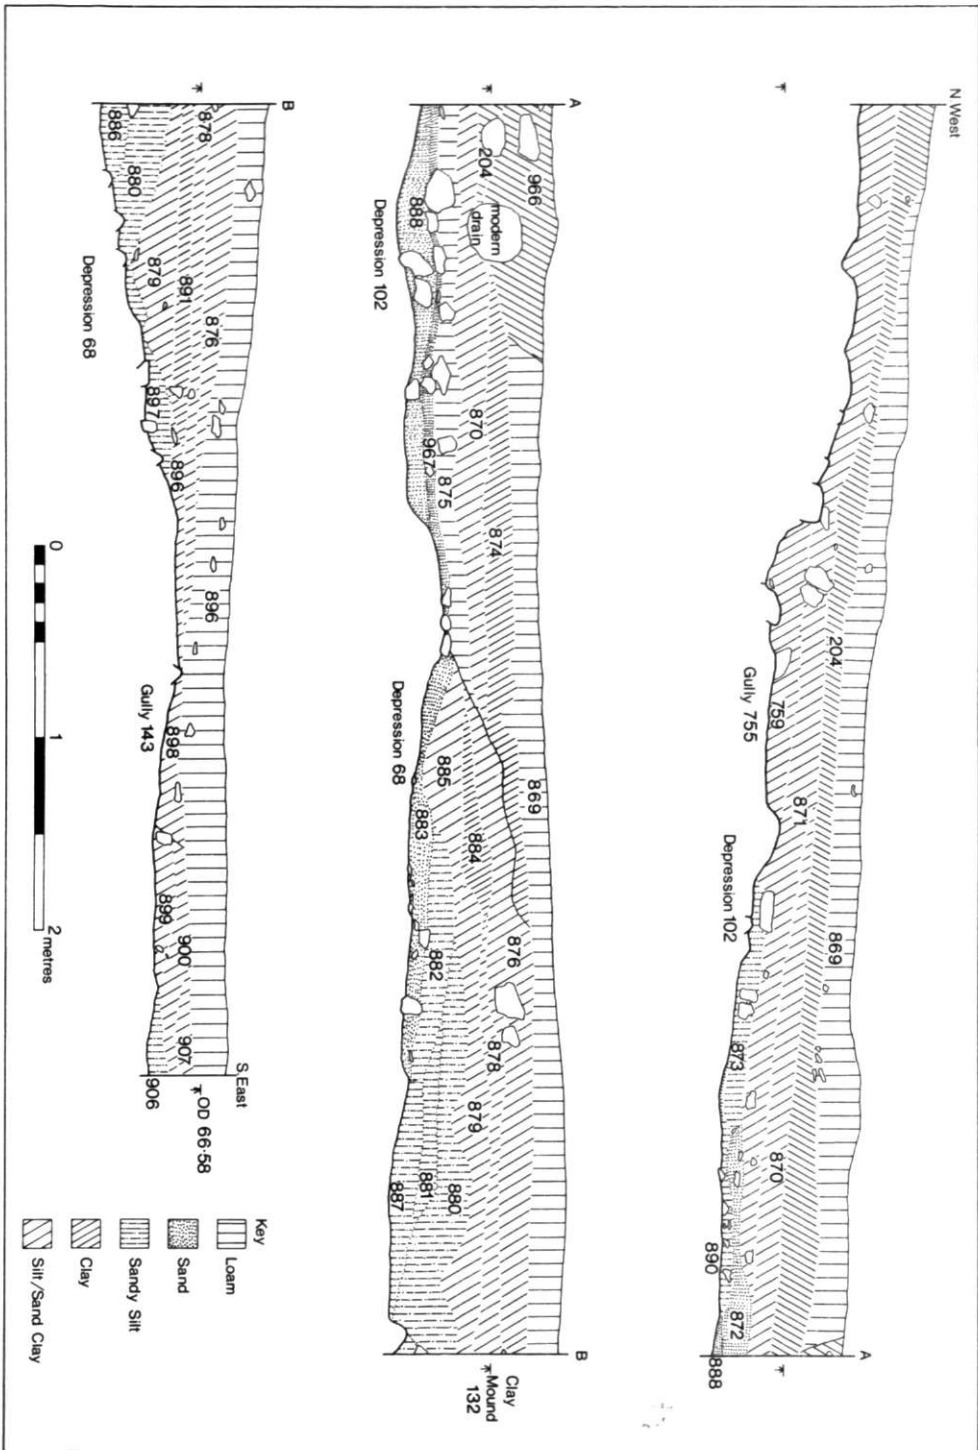 N West
A
204
759
Gully 755
871
869
Depression 102
873
870
890
872
888
A
966
204
modern
drain
888
Depression 102
870
967
875
874
Depression 68
885
883
884
869
882
876
878
879
881
880
887
B
Clay
Mound
132
B
878
886
880
879
891
876
Depression 68
897
896
896
Gully 143
898
899
900
907
906
S.East
OD 66·58
0
1
2 metres
Key
Loam
Sand
Sandy Silt
Clay
Silt/Sand Clay